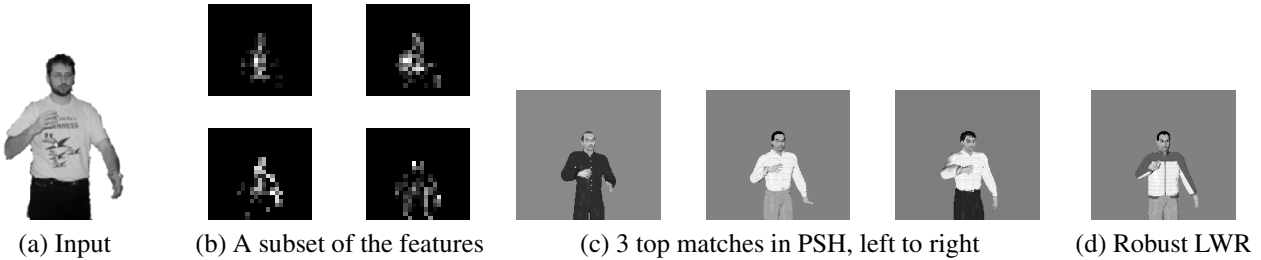 (a) Input
(b) A subset of the features
(c) 3 top matches in PSH, left to right
(d) Robust LWR